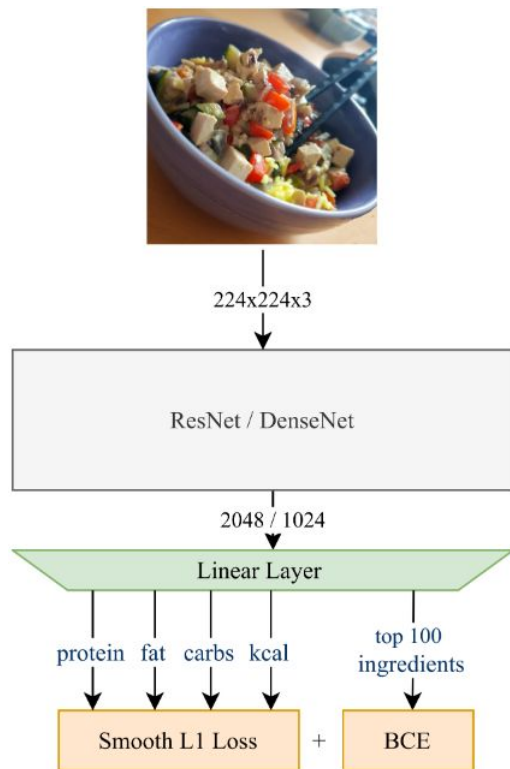 224x224x3
ResNet / DenseNet
2048 / 1024
Linear Layer
protein fat carbs kcal top 100
ingredients
Smooth L1 Loss + BCE